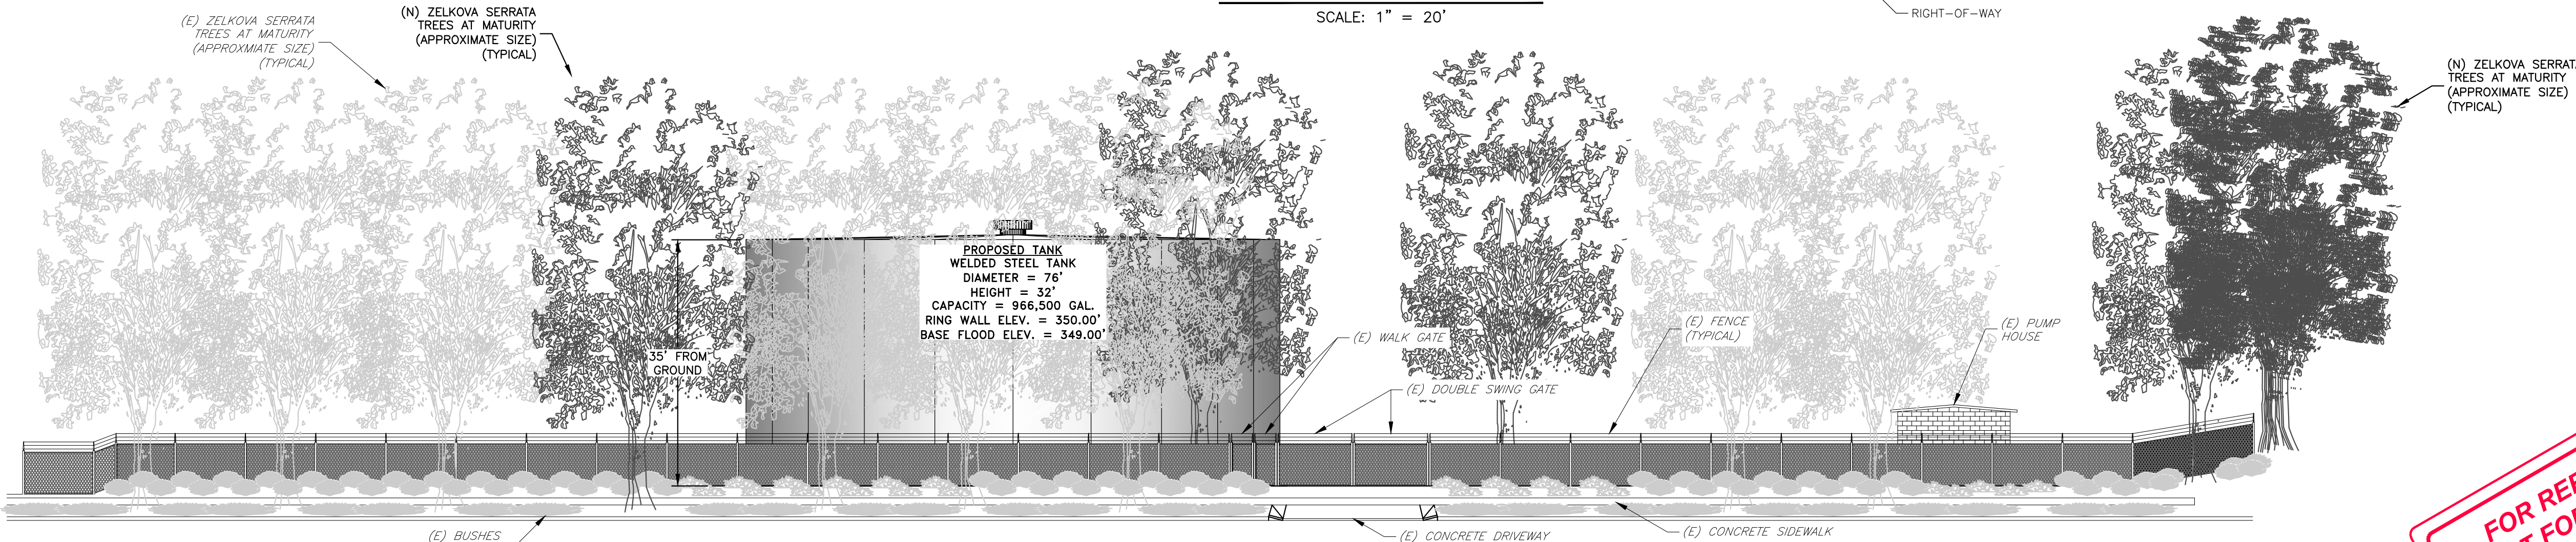 (E) ZELKOVA SERRATA
TREES AT MATURITY
(APPROXMIATE SIZE)
(TYPICAL)
(N) ZELKOVA SERRATA
TREES AT MATURITY
(APPROXIMATE SIZE)
(TYPICAL)
SCALE: 1" = 20'
RIGHT-OF-WAY
(N) ZELKOVA SERRATA
TREES AT MATURITY
(APPROXIMATE SIZE)
(TYPICAL)
PROPOSED TANK
WELDED STEEL TANK
DIAMETER = 76'
HEIGHT = 32'
CAPACITY = 966,500 GAL.
RING WALL ELEV. = 350.00'
BASE FLOOD ELEV. = 349.00'
35' FROM
GROUND
(E) WALK GATE
(E) DOUBLE SWING GATE
(E) FENCE
(TYPICAL)
(E) PUMP
HOUSE
(E) BUSHES
(E) CONCRETE DRIVEWAY
(E) CONCRETE SIDEWALK
FOR